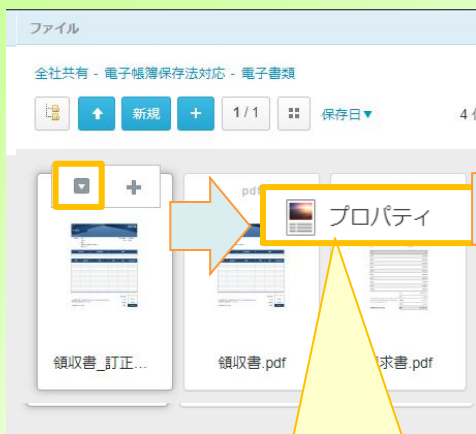 ファイル
全社共有 - 電子帳簿保存法対応 - 電子書類
新規 + 1/1 保存日▼ 4
pdf
プロパティ
領収書_訂正... 領収書.pdf 求書.pdf